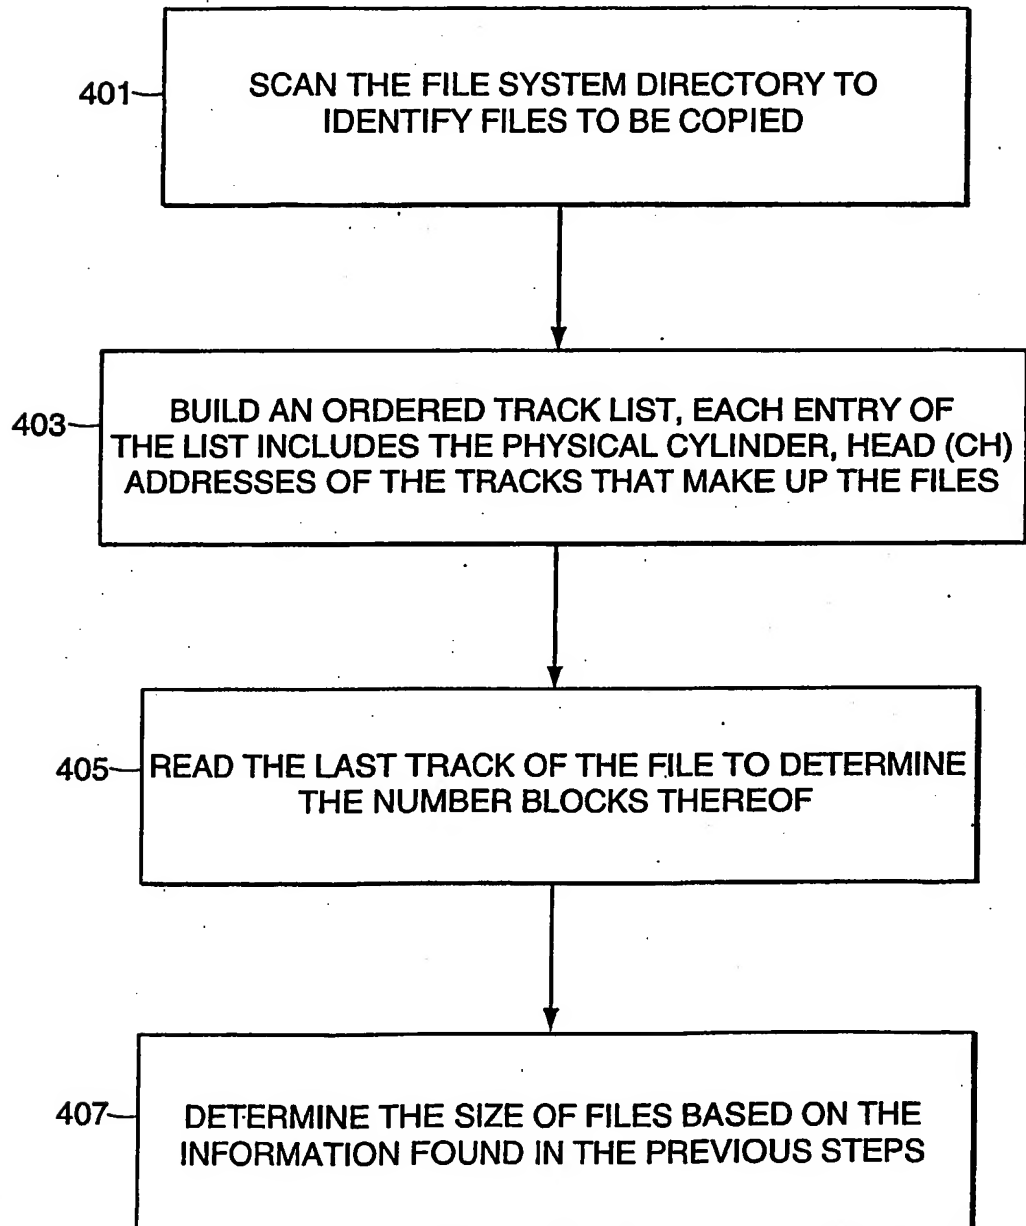 401
SCAN THE FILE SYSTEM DIRECTORY TO
IDENTIFY FILES TO BE COPIED
403
BUILD AN ORDERED TRACK LIST, EACH ENTRY OF
THE LIST INCLUDES THE PHYSICAL CYLINDER, HEAD (CH)
ADDRESSES OF THE TRACKS THAT MAKE UP THE FILES
405
READ THE LAST TRACK OF THE FILE TO DETERMINE
THE NUMBER BLOCKS THEREOF
407
DETERMINE THE SIZE OF FILES BASED ON THE
INFORMATION FOUND IN THE PREVIOUS STEPS